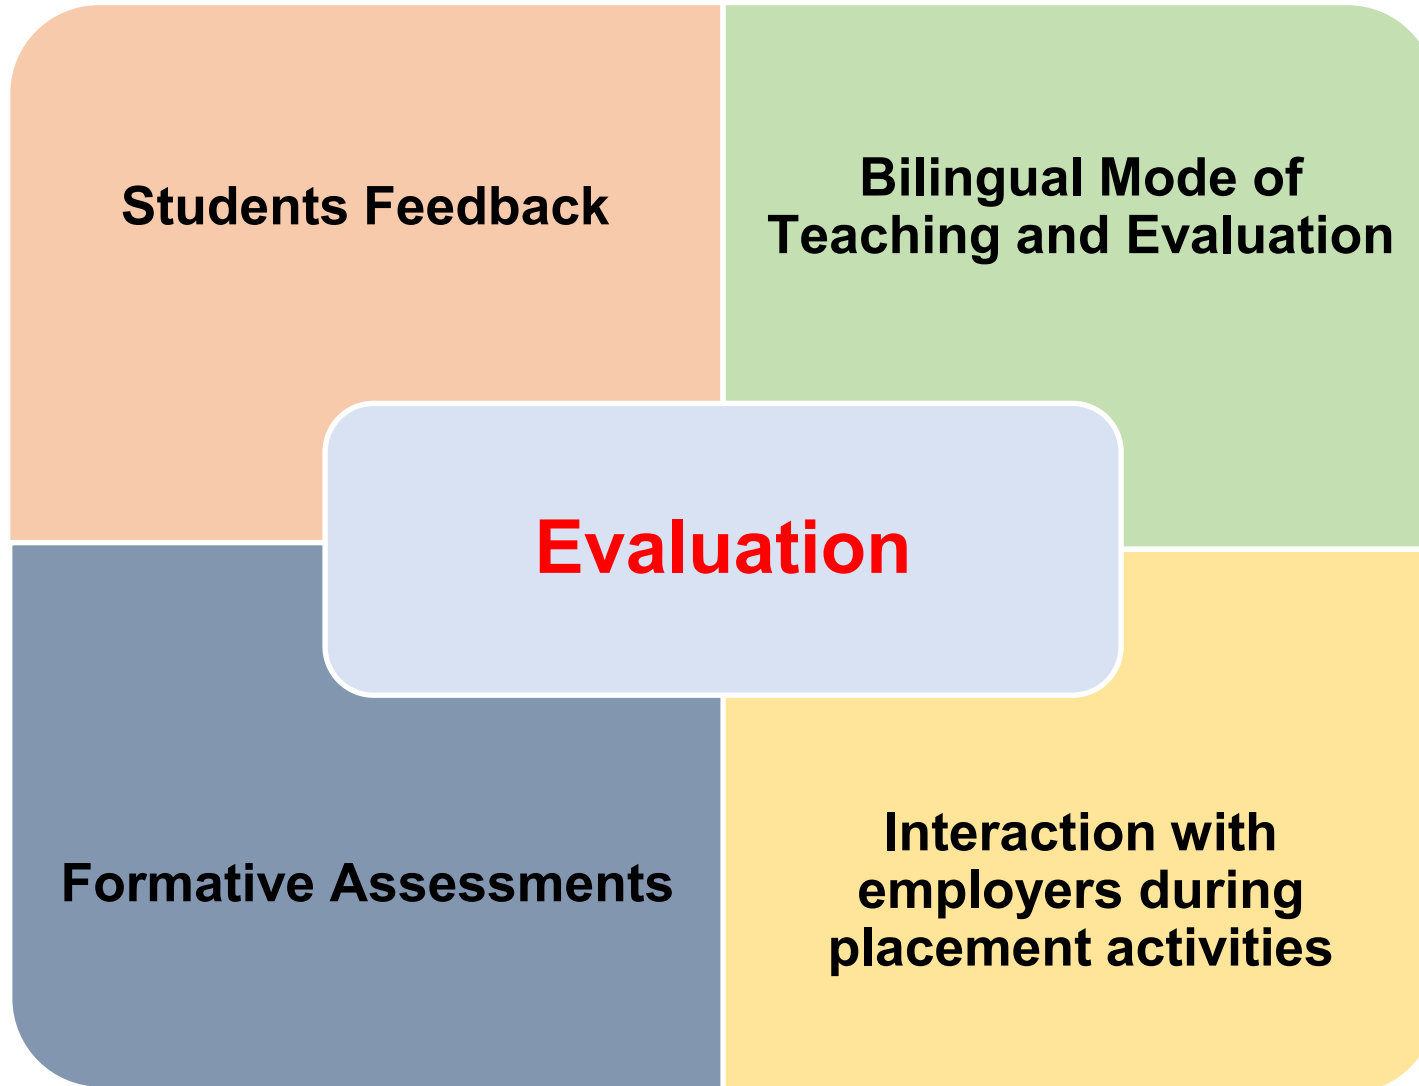 Students Feedback
Bilingual Mode of
Teaching and Evaluation
Evaluation
Formative Assessments
Interaction with
employers during
placement activities